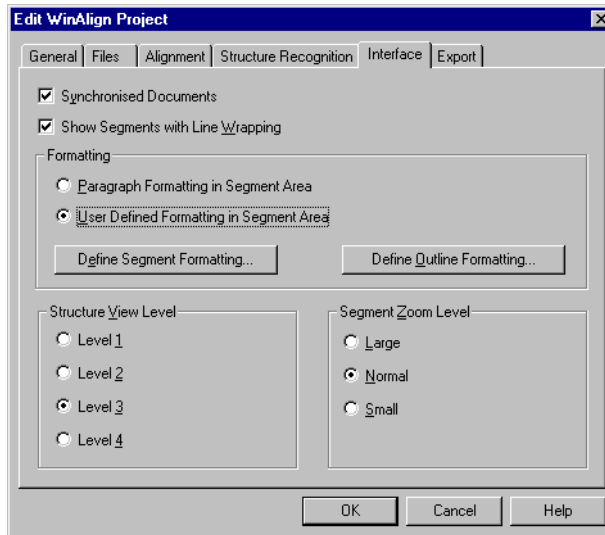 Edit WinAlign Project
General Files Alignment Structure Recognition Interface Export
Synchronised Documents
Show Segments with Line Wrapping
Formatting
Paragraph Formatting in Segment Area
User Defined Formatting in Segment Area
Define Segment Formatting... Define Outline Formatting...
Structure View Level
Level 1
Level 2
Level 3
Level 4
Segment Zoom Level
Large
Normal
Small
OK Cancel Help